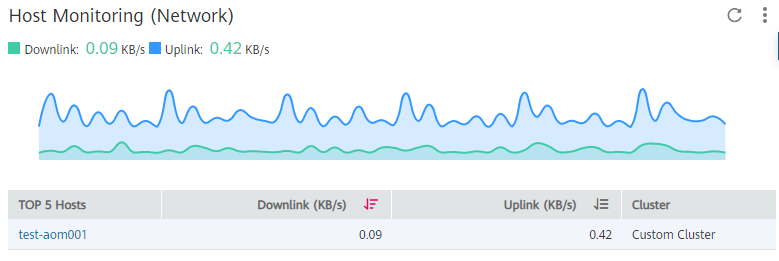 Host Monitoring (Network)
Downlink: 0.09 KB/s Uplink: 0.42 KB/s
TOP 5 Hosts Downlink (KB/s) Uplink (KB/s) Cluster
test-aom001 0.09 0.42 Custom Cluster